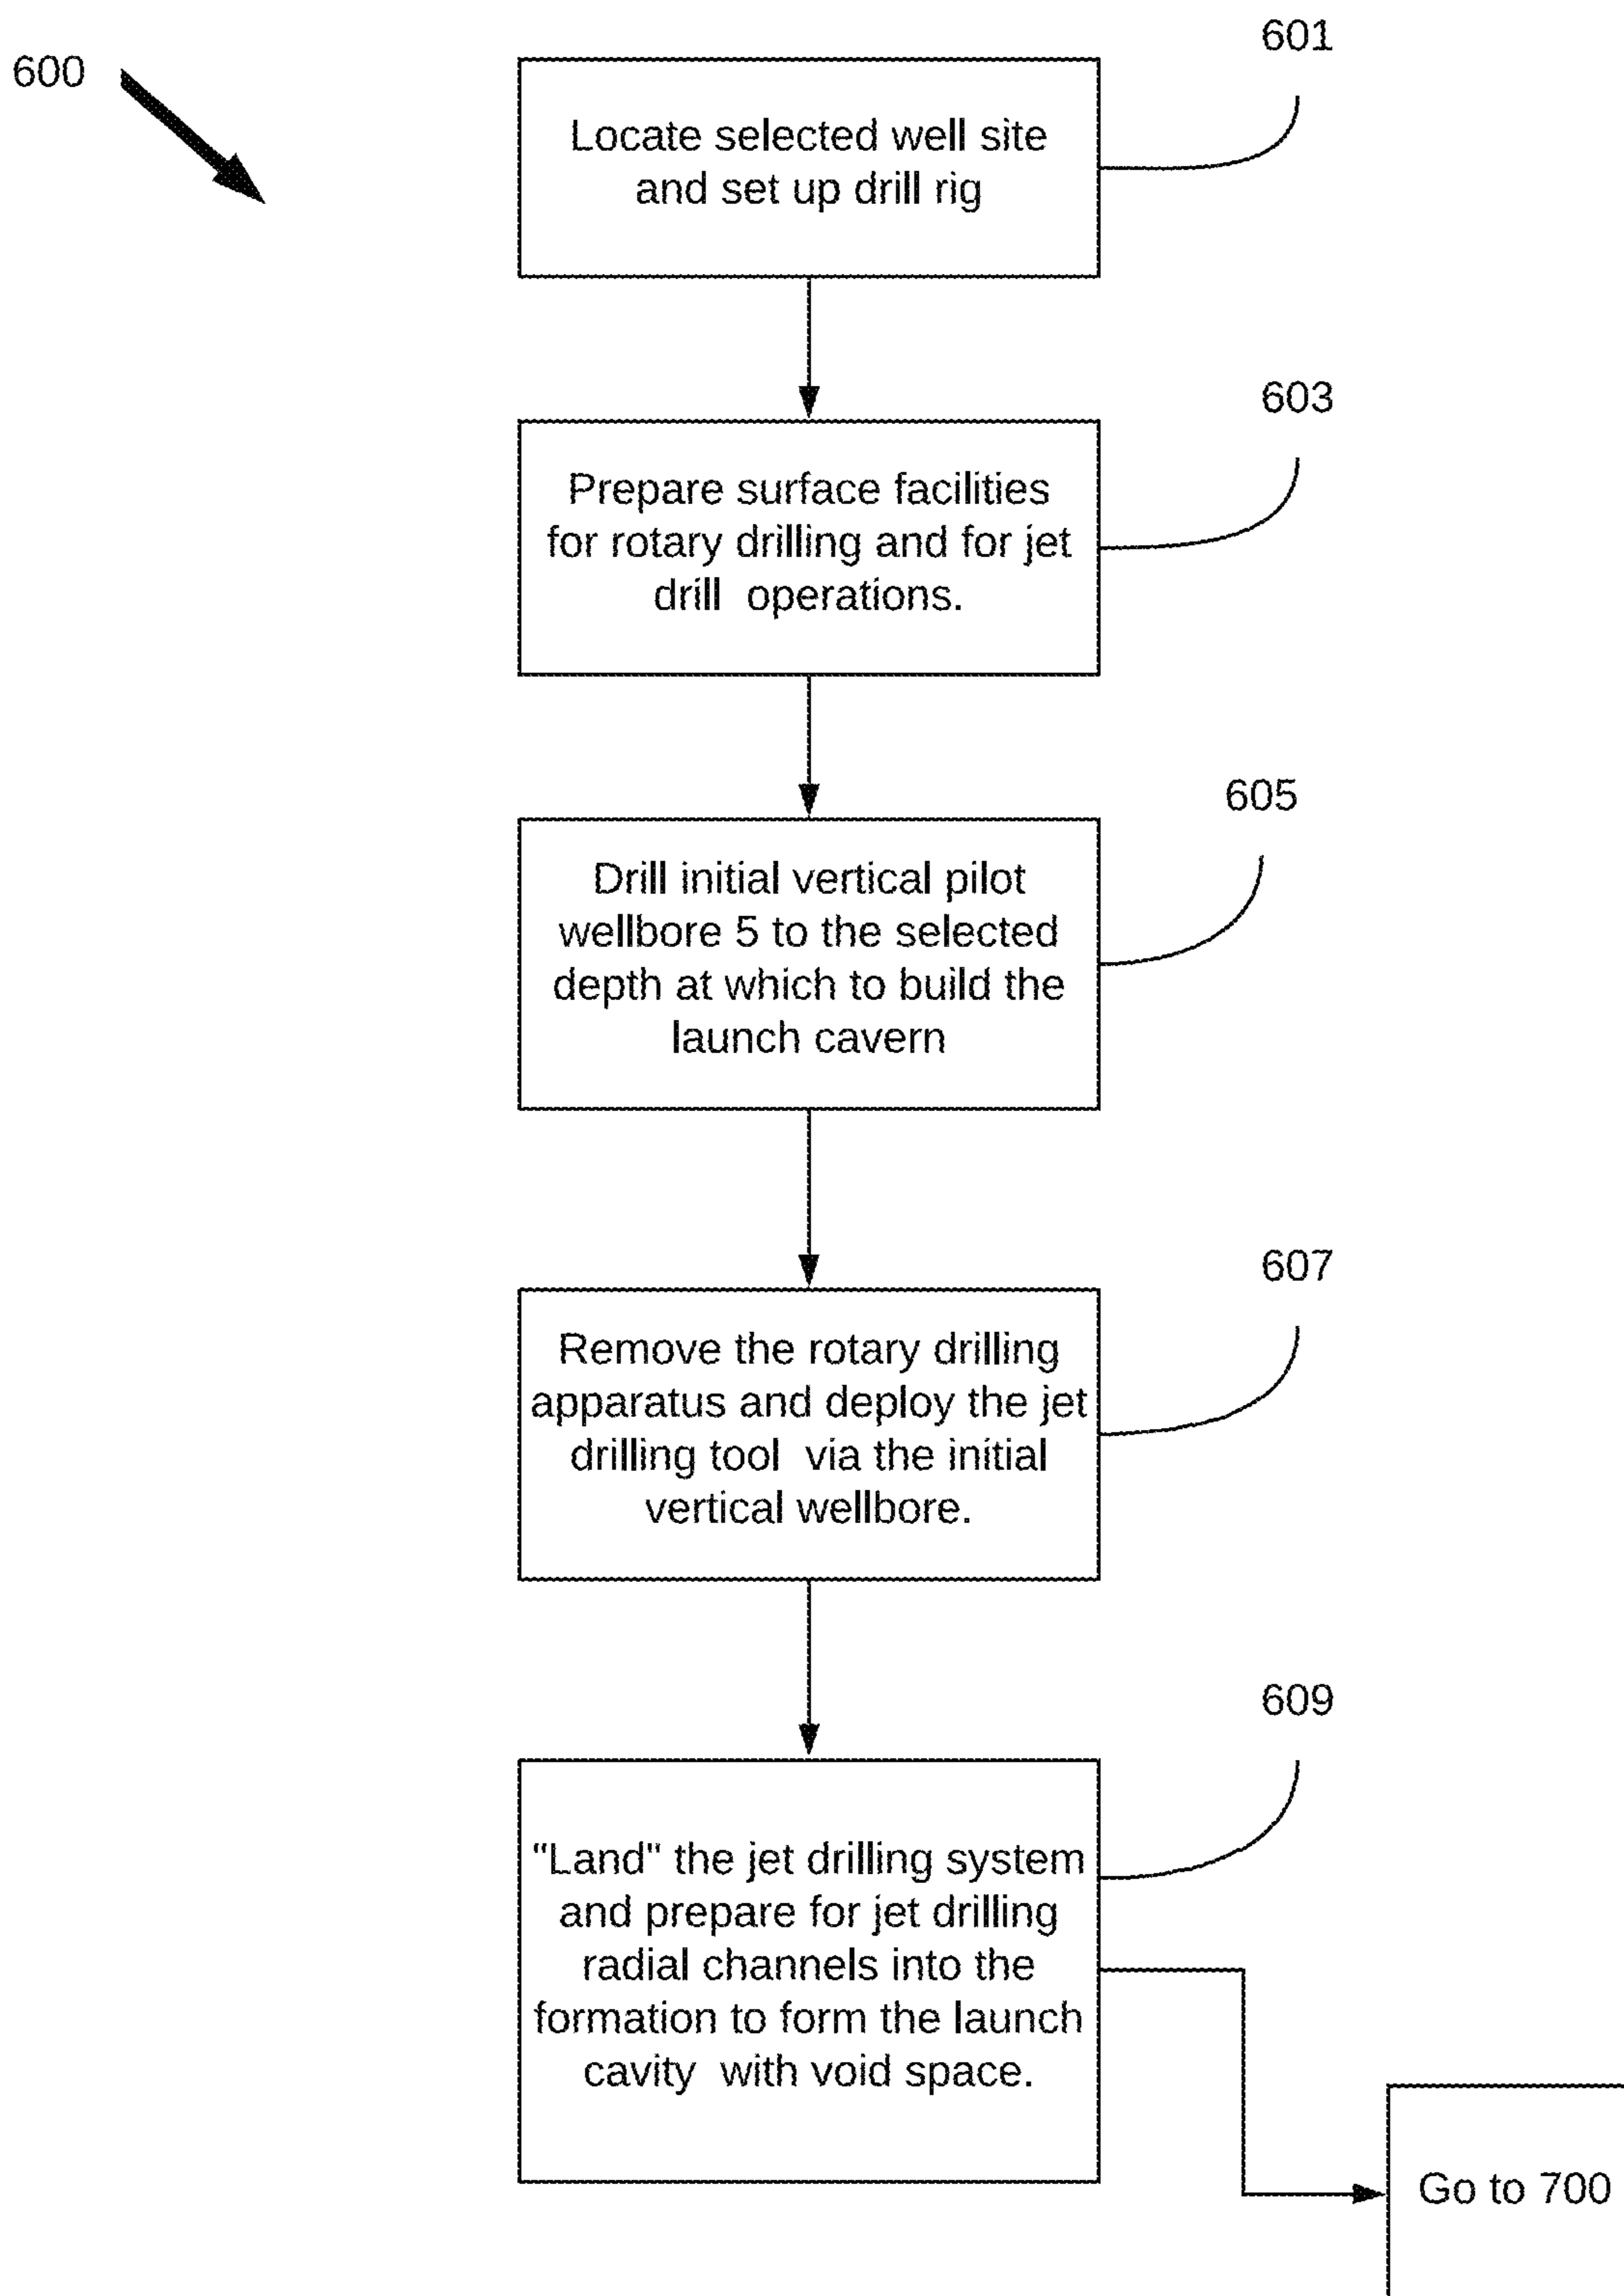 600
601
Locate selected well site
and set up drill rig
603
Prepare surface facilities
for rotary drilling and for jet
drill  operations.
605
Drill initial vertical pilot
wellbore 5 to the selected
depth at which to build the
launch cavern
607
Remove the rotary drilling
apparatus and deploy the jet
drilling tool  via the initial
vertical wellbore.
609
"Land" the jet drilling system
and prepare for jet drilling
radial channels into the
formation to form the launch
cavity  with void space.
Go to 700